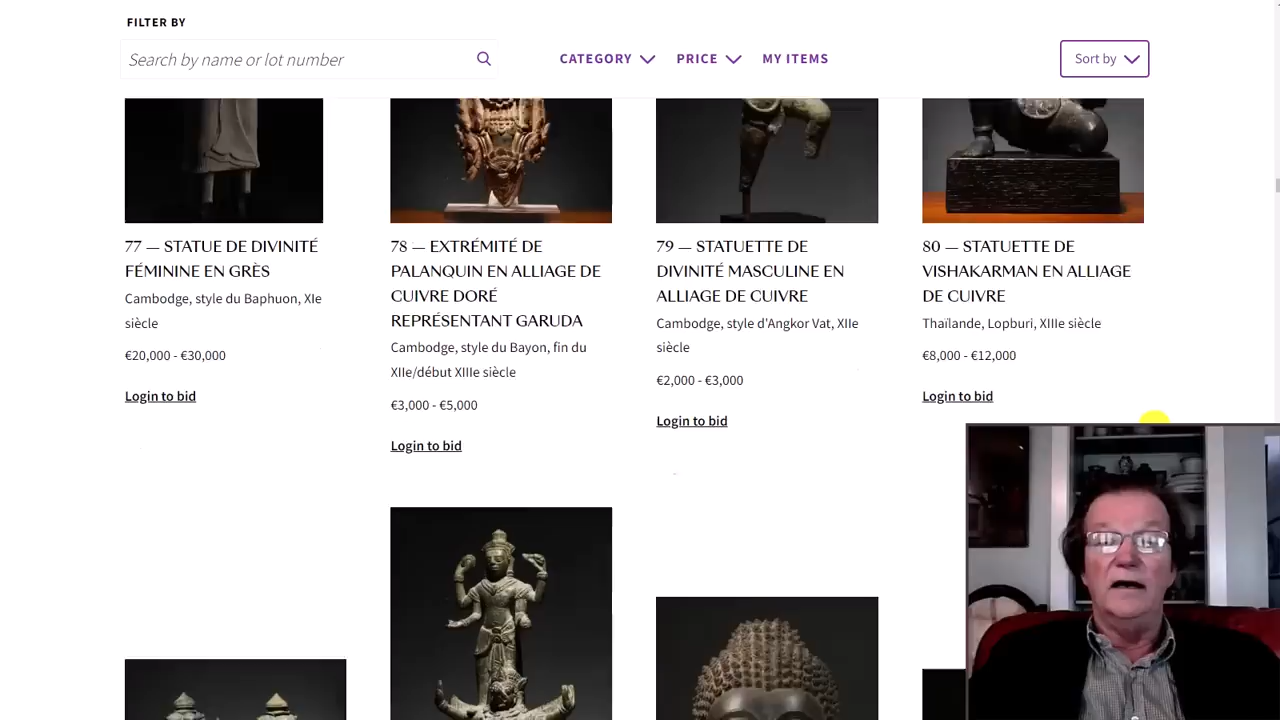 FILTER BY
Search by name or lot number
CATEGORY
PRICE
MY ITEMS
Sort by
77 — STATUE DE DIVINITÉ
FÉMININE EN GRÈS
Cambodge, style du Baphuon, XIe
siècle
€20,000 - €30,000
Login to bid
78 — EXTRÉMITÉ DE
PALANQUIN EN ALLIAGE DE
CUIVRE DORÉ
REPRÉSENTANT GARUDA
Cambodge, style du Bayon, fin du
XIIe/début XIIIe siècle
€3,000 - €5,000
Login to bid
79 — STATUETTE DE
DIVINITÉ MASCULINE EN
ALLIAGE DE CUIVRE
Cambodge, style d'Angkor Vat, XIIe
siècle
€2,000 - €3,000
Login to bid
80 — STATUETTE DE
VISHAKARMAN EN ALLIAGE
DE CUIVRE
Thaïlande, Lopburi, XIIIe siècle
€8,000 - €12,000
Login to bid